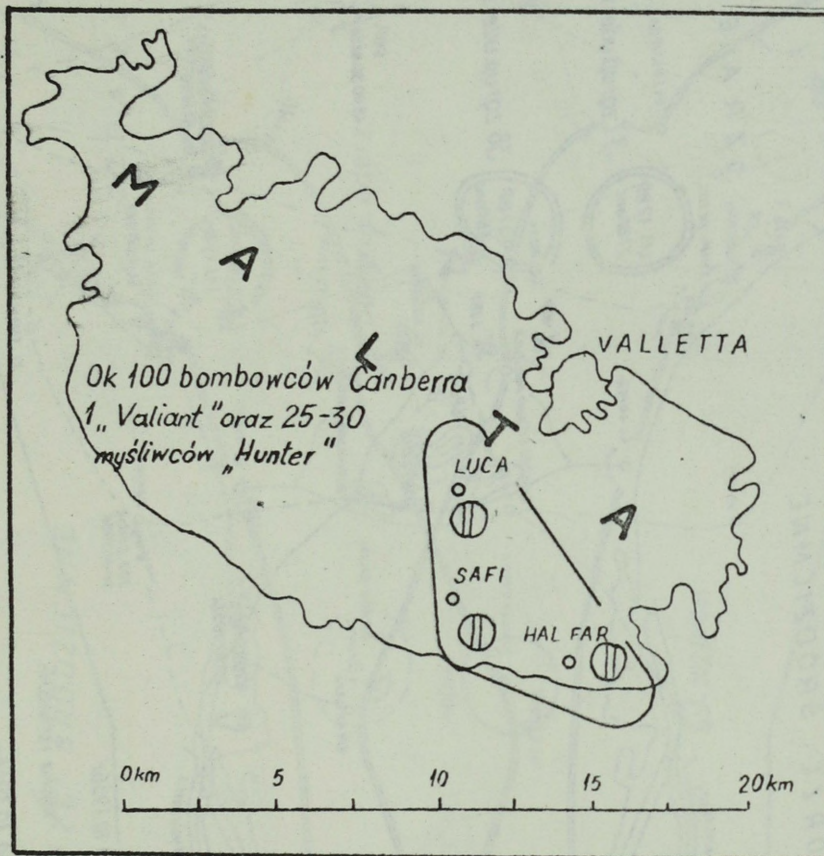 MALTA
VALLETTA
Ok 100 bombowców Canberra
1 „Valiant" oraz 25-30
myśliwców „Hunter"
LUCA
SAFI
HAL FAR
0km 5 10 15 20km